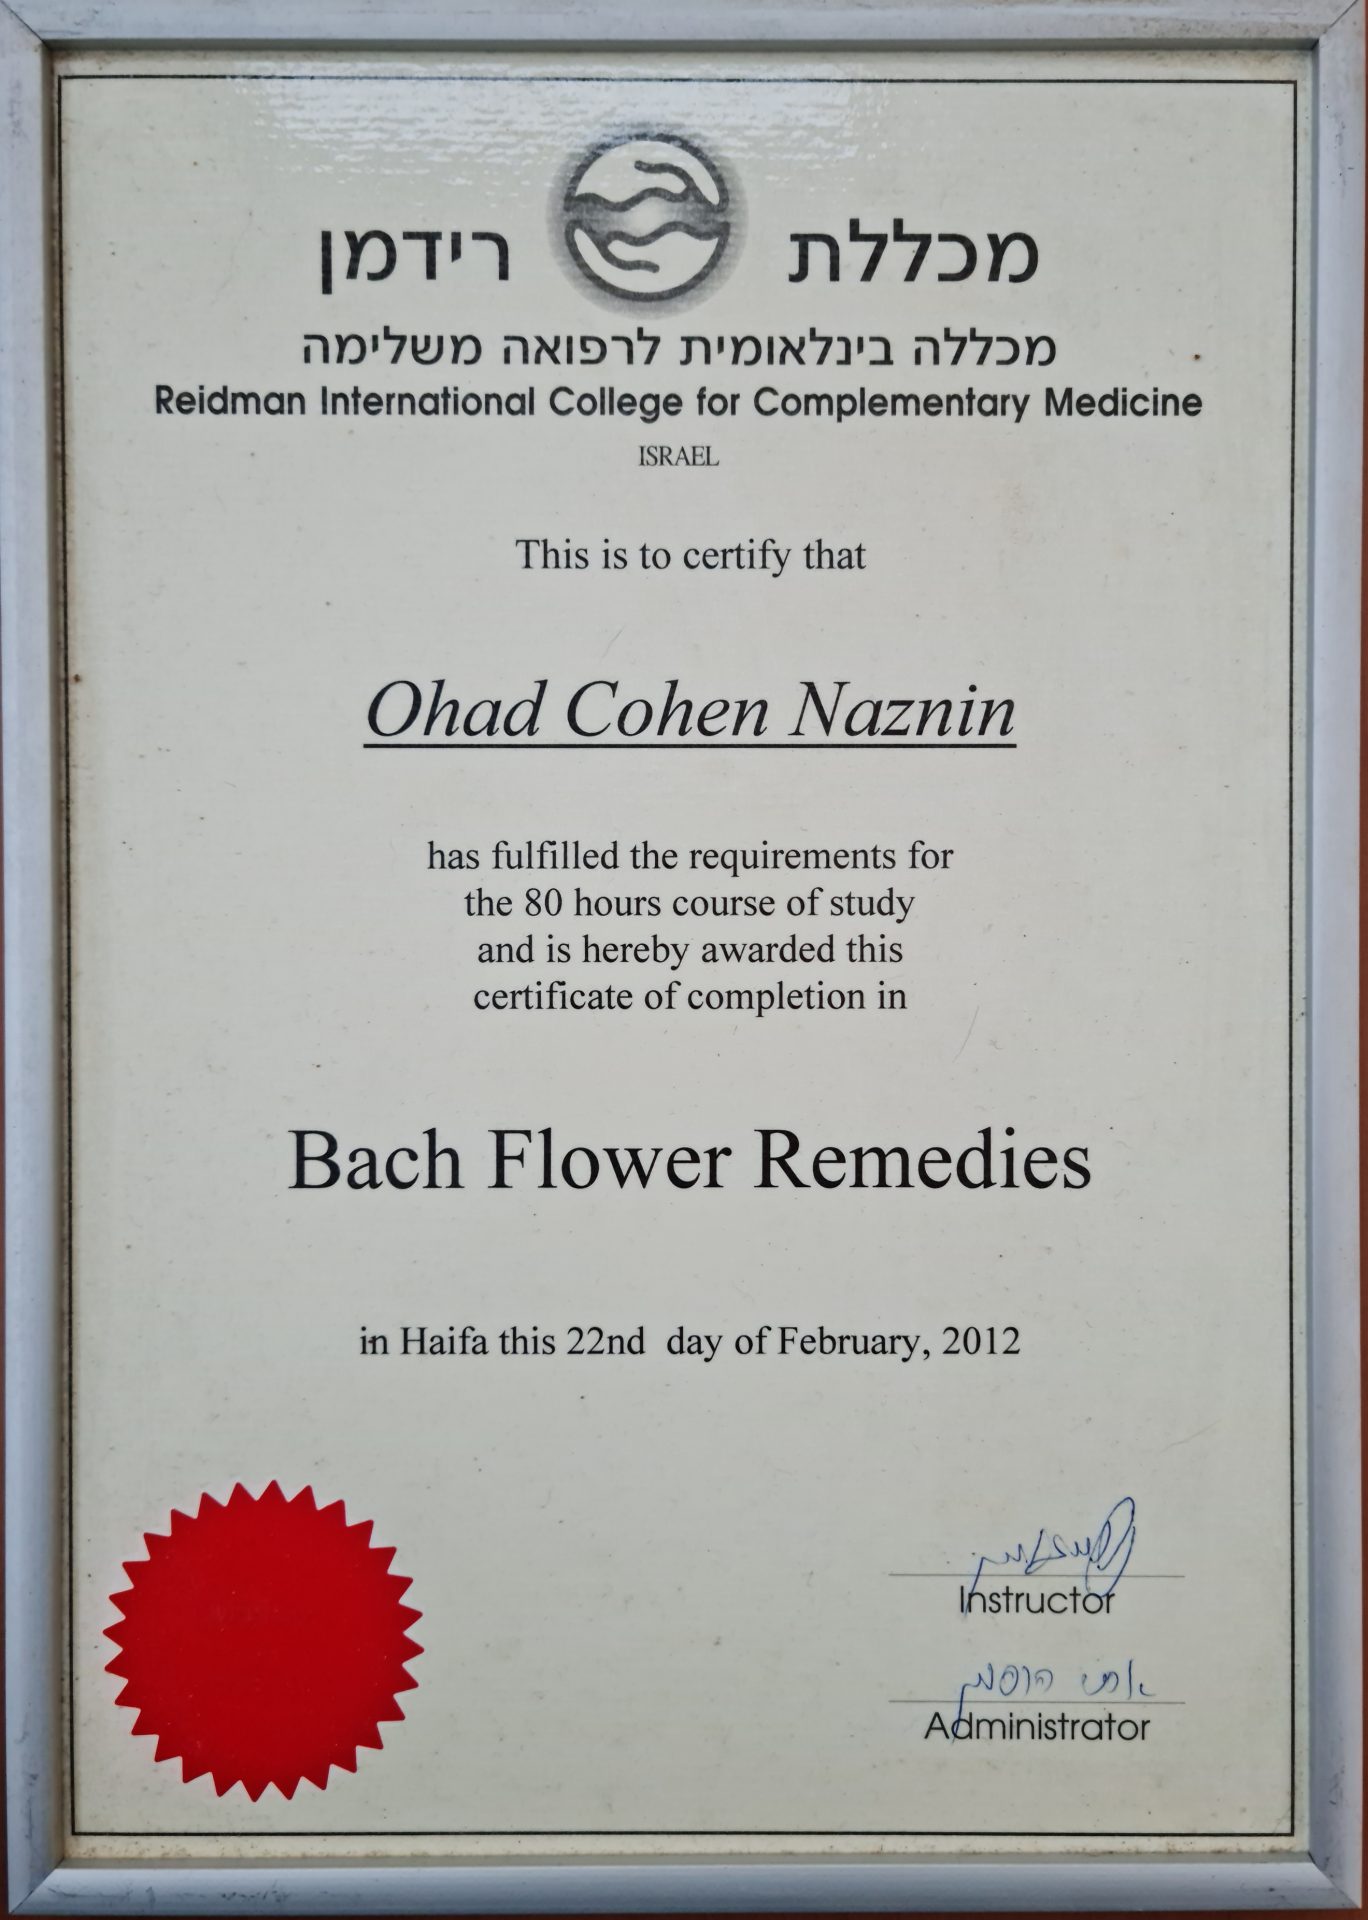 מכללת רידמן
מכללה בינלאומית לרפואה משלימה
Reidman International College for Complementary Medicine
ISRAEL
This is to certify that
Ohad Cohen Naznin
has fulfilled the requirements for
the 80 hours course of study
and is hereby awarded this
certificate of completion in
Bach Flower Remedies
in Haifa this 22nd day of February, 2012
Instructor
Administrator